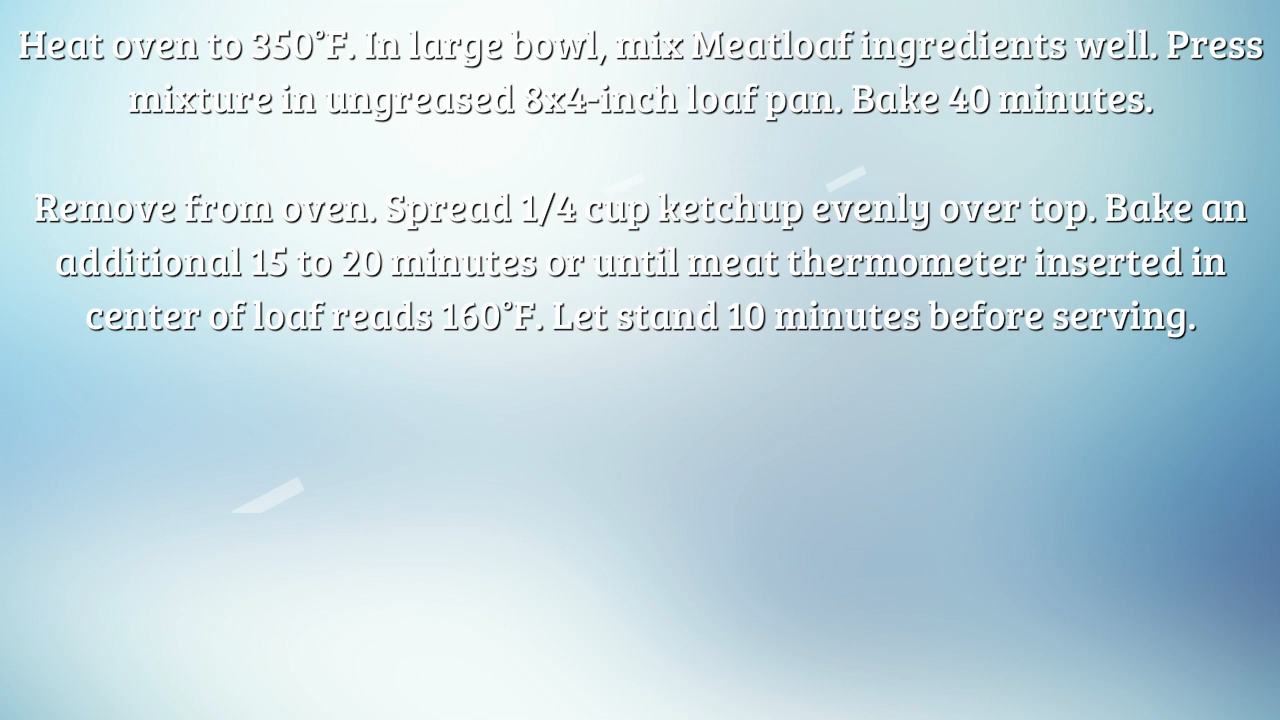 Heat oven to 350°F. In large bowl, mix Meatloaf ingredients well. Press
mixture in ungreased 8x4-inch loaf pan. Bake 40 minutes.
Remove from oven. Spread 1/4 cup ketchup evenly over top. Bake an
additional 15 to 20 minutes or until meat thermometer inserted in
center of loaf reads 160°F. Let stand 10 minutes before serving.